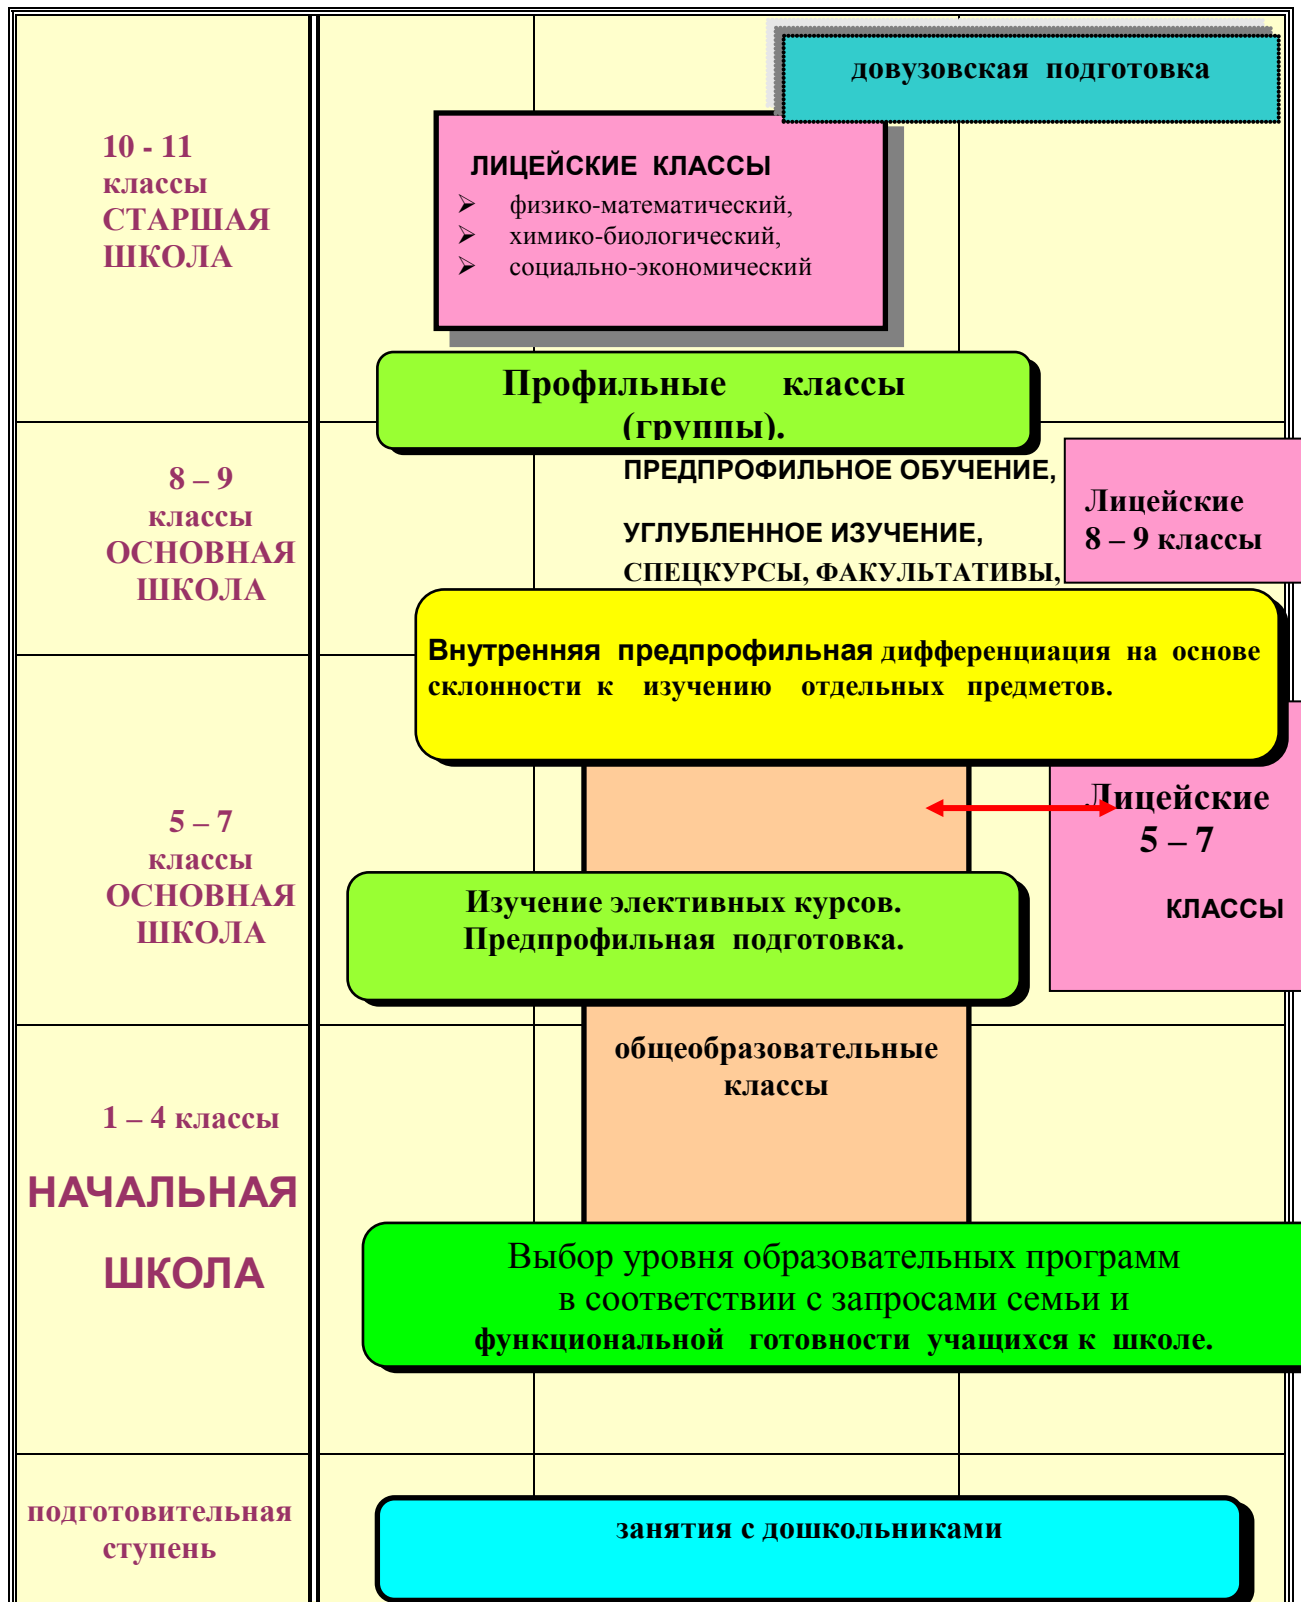 довузовская подготовка
10 - 11
классы
СТАРШАЯ
ШКОЛА
ЛИЦЕЙСКИЕ КЛАССЫ
➢ физико-математический,
➢ химико-биологический,
➢ социально-экономический
Профильные классы
(группы).
8 – 9
классы
ОСНОВНАЯ
ШКОЛА
ПРЕДПРОФИЛЬНОЕ ОБУЧЕНИЕ,
УГЛУБЛЕННОЕ ИЗУЧЕНИЕ,
СПЕЦКУРСЫ, ФАКУЛЬТАТИВЫ,
Лицейские
8 – 9 классы
Внутренняя предпрофильная дифференциация на основе
склонности к изучению отдельных предметов.
5 – 7
классы
ОСНОВНАЯ
ШКОЛА
Лицейские
5 – 7
КЛАССЫ
Изучение элективных курсов.
Предпрофильная подготовка.
общеобразовательные
классы
1 – 4 классы
НАЧАЛЬНАЯ
ШКОЛА
Выбор уровня образовательных программ
в соответствии с запросами семьи и
функциональной готовности учащихся к школе.
подготовительная
ступень
занятия с дошкольниками